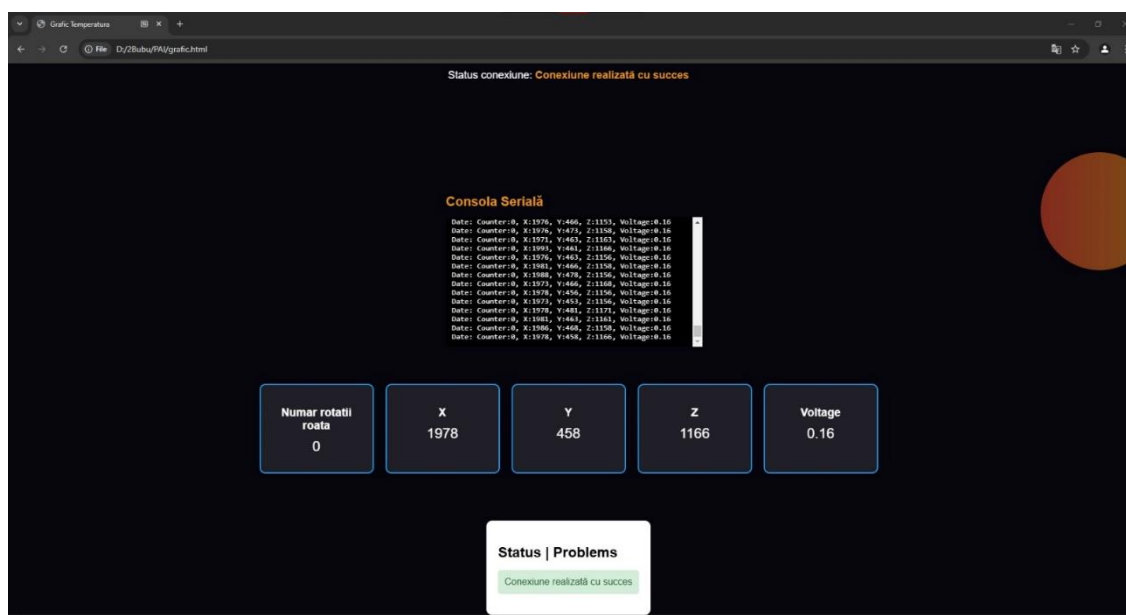 Grafic Temperatura
File D:/2Bubu/PAI/grafic.html
Status conexiune: Conexiune realizată cu succes
Consola Serială
Date: Counter:0, X:1976, Y:466, Z:1153, Voltage:0.16
Date: Counter:0, X:1976, Y:473, Z:1158, Voltage:0.16
Date: Counter:0, X:1971, Y:463, Z:1163, Voltage:0.16
Date: Counter:0, X:1993, Y:461, Z:1166, Voltage:0.16
Date: Counter:0, X:1976, Y:463, Z:1156, Voltage:0.16
Date: Counter:0, X:1981, Y:466, Z:1158, Voltage:0.16
Date: Counter:0, X:1988, Y:478, Z:1156, Voltage:0.16
Date: Counter:0, X:1973, Y:466, Z:1168, Voltage:0.16
Date: Counter:0, X:1978, Y:456, Z:1156, Voltage:0.16
Date: Counter:0, X:1973, Y:453, Z:1156, Voltage:0.16
Date: Counter:0, X:1978, Y:481, Z:1171, Voltage:0.16
Date: Counter:0, X:1981, Y:463, Z:1161, Voltage:0.16
Date: Counter:0, X:1986, Y:468, Z:1158, Voltage:0.16
Date: Counter:0, X:1978, Y:458, Z:1166, Voltage:0.16
Numar rotatii
roata
0
X
1978
Y
458
Z
1166
Voltage
0.16
Status | Problems
Conexiune realizată cu succes